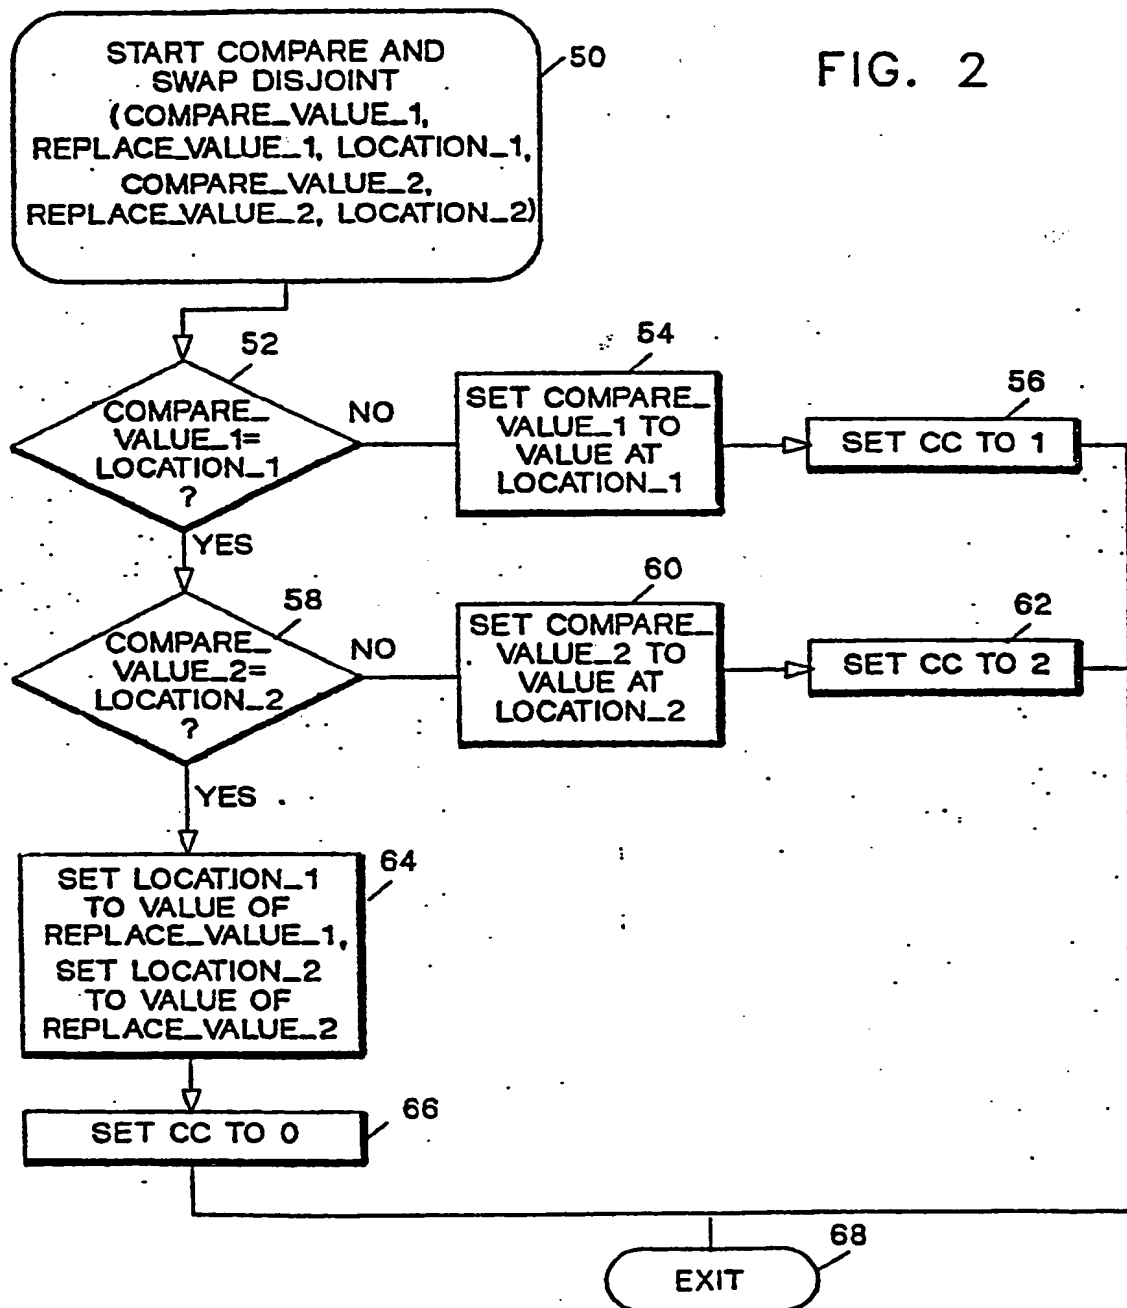 START COMPARE AND
SWAP DISJOINT
(COMPARE_VALUE_1,
REPLACE_VALUE_1, LOCATION_1,
COMPARE_VALUE_2,
REPLACE_VALUE_2, LOCATION_2)
50
FIG. 2
52
COMPARE_
VALUE_1=
LOCATION_1
?
NO
YES
54
SET COMPARE_
VALUE_1 TO
VALUE AT
LOCATION_1
56
SET CC TO 1
58
COMPARE_
VALUE_2=
LOCATION_2
?
NO
YES
60
SET COMPARE_
VALUE_2 TO
VALUE AT
LOCATION_2
62
SET CC TO 2
64
SET LOCATION_1
TO VALUE OF
REPLACE_VALUE_1,
SET LOCATION_2
TO VALUE OF
REPLACE_VALUE_2
66
SET CC TO 0
68
EXIT